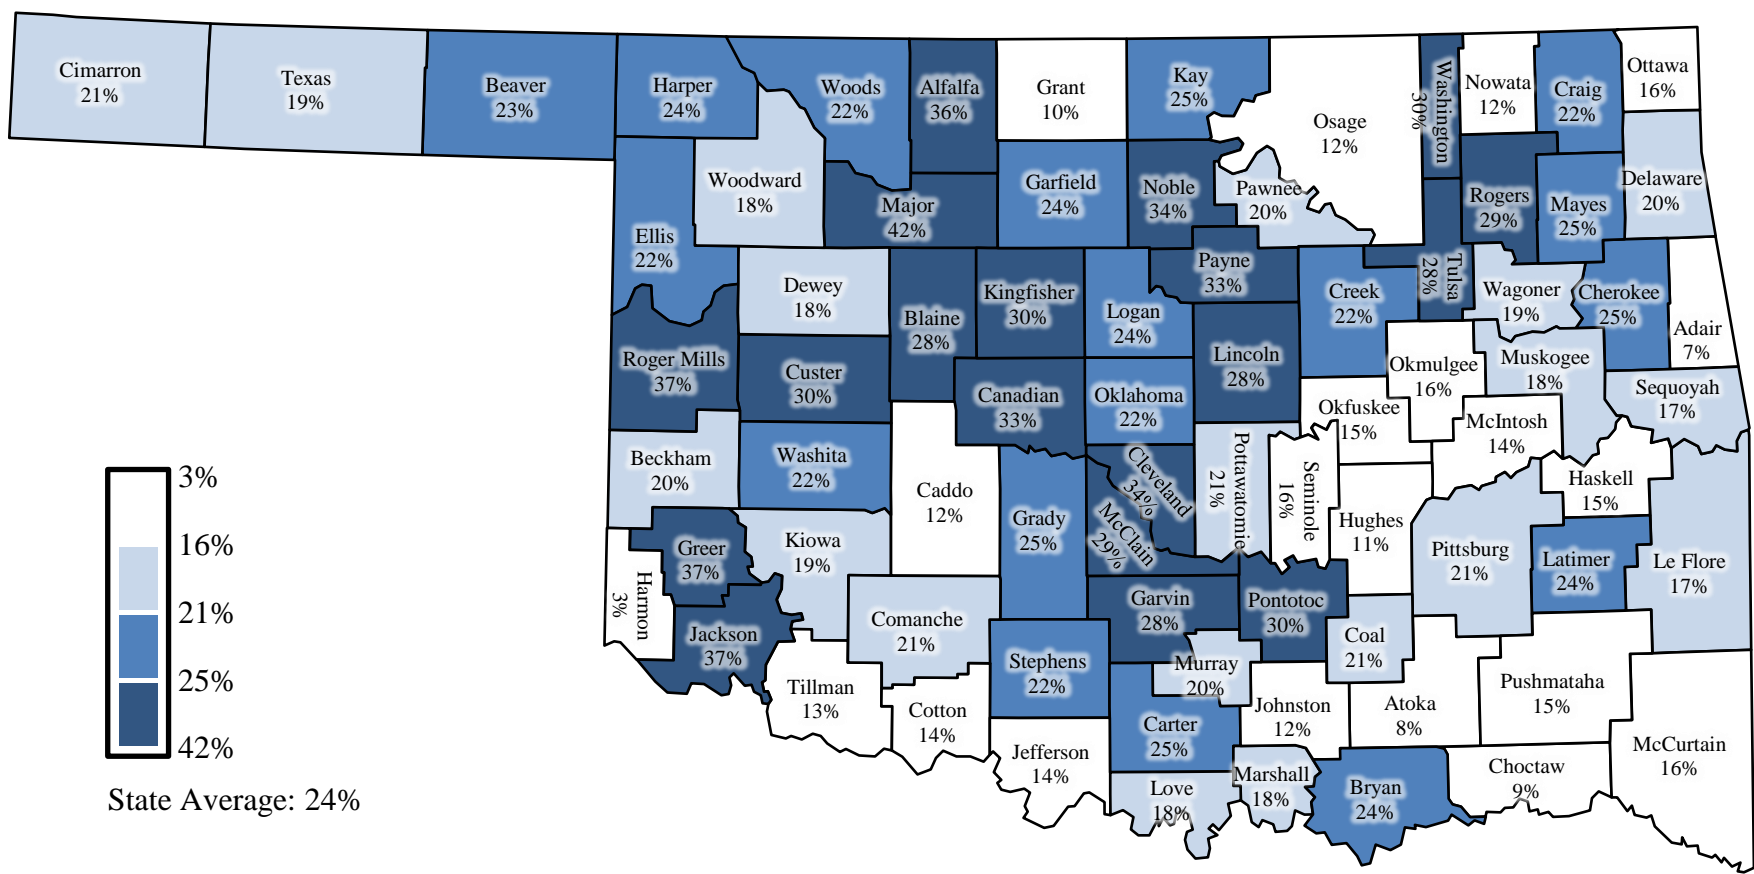 Cimarron
21%
Texas
19%
Beaver
23%
Harper
24%
Woods
22%
Alfalfa
36%
Grant
10%
Kay
25%
Osage
12%
Washington
30%
Nowata
12%
Craig
22%
Ottawa
16%
Woodward
18%
Major
42%
Garfield
24%
Noble
34%
Pawnee
20%
Rogers
29%
Mayes
25%
Delaware
20%
Ellis
22%
Dewey
18%
Blaine
28%
Kingfisher
30%
Logan
24%
Payne
33%
Creek
22%
Tulsa
28%
Wagoner
19%
Cherokee
25%
Adair
7%
Roger Mills
37%
Custer
30%
Canadian
33%
Oklahoma
22%
Lincoln
28%
Okmulgee
16%
Muskogee
18%
Sequoyah
17%
Okfuskee
15%
McIntosh
14%
Beckham
20%
Washita
22%
Caddo
12%
Grady
25%
Cleveland
34%
McClain
29%
Pottawatomie
21%
Seminole
16%
Hughes
11%
Haskell
15%
Pittsburg
21%
Latimer
24%
Le Flore
17%
Greer
37%
Kiowa
19%
Harmon
3%
Jackson
37%
Comanche
21%
Garvin
28%
Pontotoc
30%
Coal
21%
Stephens
22%
Murray
20%
Tillman
13%
Cotton
14%
Jefferson
14%
Carter
25%
Johnston
12%
Atoka
8%
Pushmataha
15%
McCurtain
16%
Love
18%
Marshall
18%
Bryan
24%
Choctaw
9%
3%
16%
21%
25%
42%
State Average: 24%